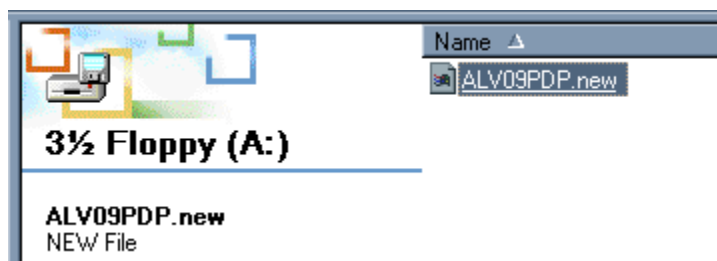 Name
ALV09PDP.new
3½ Floppy (A:)
ALV09PDP.new
NEW File